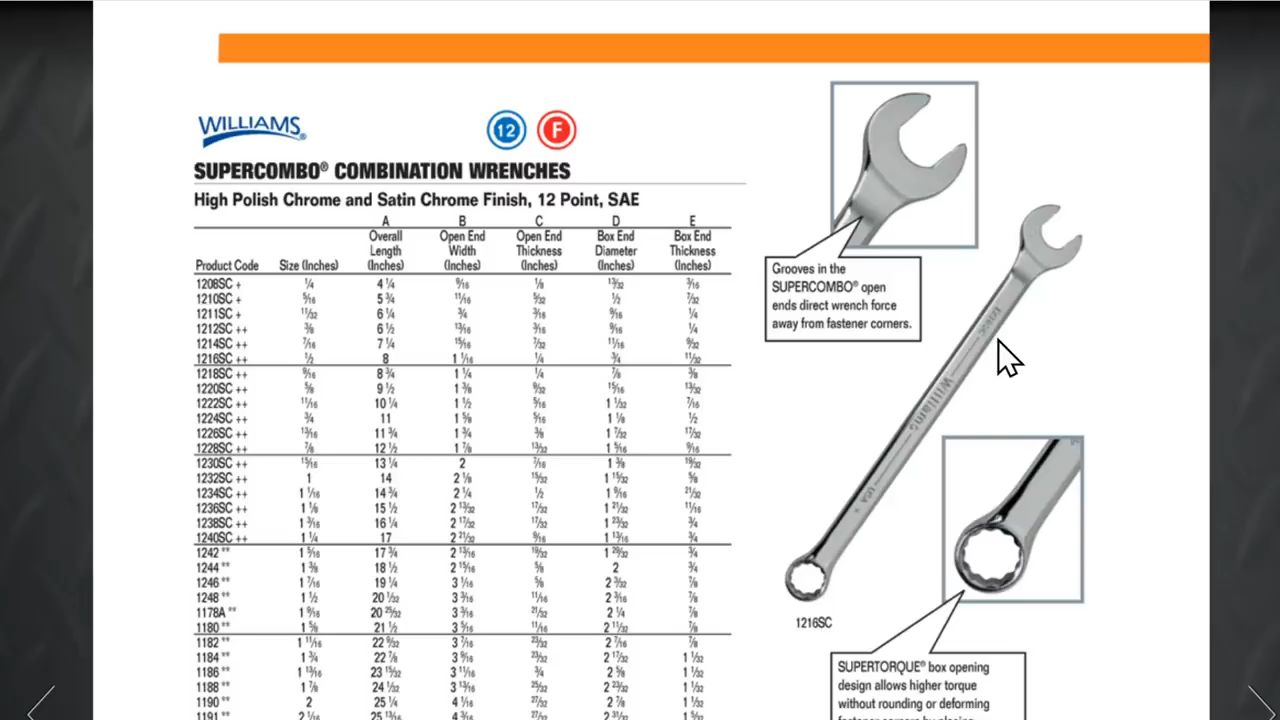 WILLIAMS®
12
F
SUPERCOMBO® COMBINATION WRENCHES
High Polish Chrome and Satin Chrome Finish, 12 Point, SAE
A B C D E
Overall Open End Open End Box End Box End
Length Width Thickness Diameter Thickness
Product Code Size (Inches) (Inches) (Inches) (Inches) (Inches) (Inches)
1208SC + 1/4 4 1/4 9/16 1/8 13/32 3/16
1210SC + 5/16 5 3/4 11/16 5/32 1/2 7/32
1211SC + 11/32 6 1/4 3/4 3/16 9/16 1/4
1212SC ++ 3/8 6 1/2 13/16 3/16 9/16 1/4
1214SC ++ 7/16 7 1/4 15/16 7/32 11/16 9/32
1216SC ++ 1/2 8 1 1/16 1/4 3/4 11/32
1218SC ++ 9/16 8 3/4 1 1/4 1/4 7/8 3/8
1220SC ++ 5/8 9 1/2 1 3/8 9/32 15/16 13/32
1222SC ++ 11/16 10 1/4 1 1/2 5/16 1 1/32 7/16
1224SC ++ 3/4 11 1 5/8 5/16 1 1/8 1/2
1226SC ++ 13/16 11 3/4 1 3/4 3/8 1 7/32 17/32
1228SC ++ 7/8 12 1/2 1 7/8 13/32 1 5/16 9/16
1230SC ++ 15/16 13 1/4 2 7/16 1 3/8 19/32
1232SC ++ 1 14 2 1/8 15/32 1 15/32 5/8
1234SC ++ 1 1/16 14 3/4 2 1/4 1/2 1 9/16 21/32
1236SC ++ 1 1/8 15 1/2 2 13/32 17/32 1 21/32 11/16
1238SC ++ 1 3/16 16 1/4 2 17/32 17/32 1 23/32 3/4
1240SC ++ 1 1/4 17 2 21/32 9/16 1 13/16 3/4
1242 ** 1 5/16 17 3/4 2 13/16 19/32 1 29/32 3/4
1244 ** 1 3/8 18 1/2 2 15/16 5/8 2 3/4
1246 ** 1 7/16 19 1/4 3 1/16 5/8 2 3/32 7/8
1248 ** 1 1/2 20 1/32 3 3/16 11/16 2 3/16 7/8
1178A ** 1 9/16 20 25/32 3 3/16 21/32 2 1/4 7/8
1180 ** 1 5/8 21 1/2 3 5/16 11/16 2 11/32 7/8
1182 ** 1 11/16 22 9/32 3 7/16 23/32 2 7/16 7/8
1184 ** 1 3/4 22 7/8 3 9/16 23/32 2 17/32 1 1/32
1186 ** 1 13/16 23 15/32 3 11/16 3/4 2 5/8 1 1/32
1188 ** 1 7/8 24 1/32 3 13/16 25/32 2 23/32 1 1/32
1190 ** 2 25 1/4 4 1/16 27/32 2 7/8 1 1/32
1191 ** 2 1/16 25 13/16 4 3/16 27/32 2 31/32 1 5/32
Grooves in the
SUPERCOMBO® open
ends direct wrench force
away from fastener corners.
1216SC
Williams
USA
1216SC
SUPERTORQUE® box opening
design allows higher torque
without rounding or deforming
fastener corners by placing